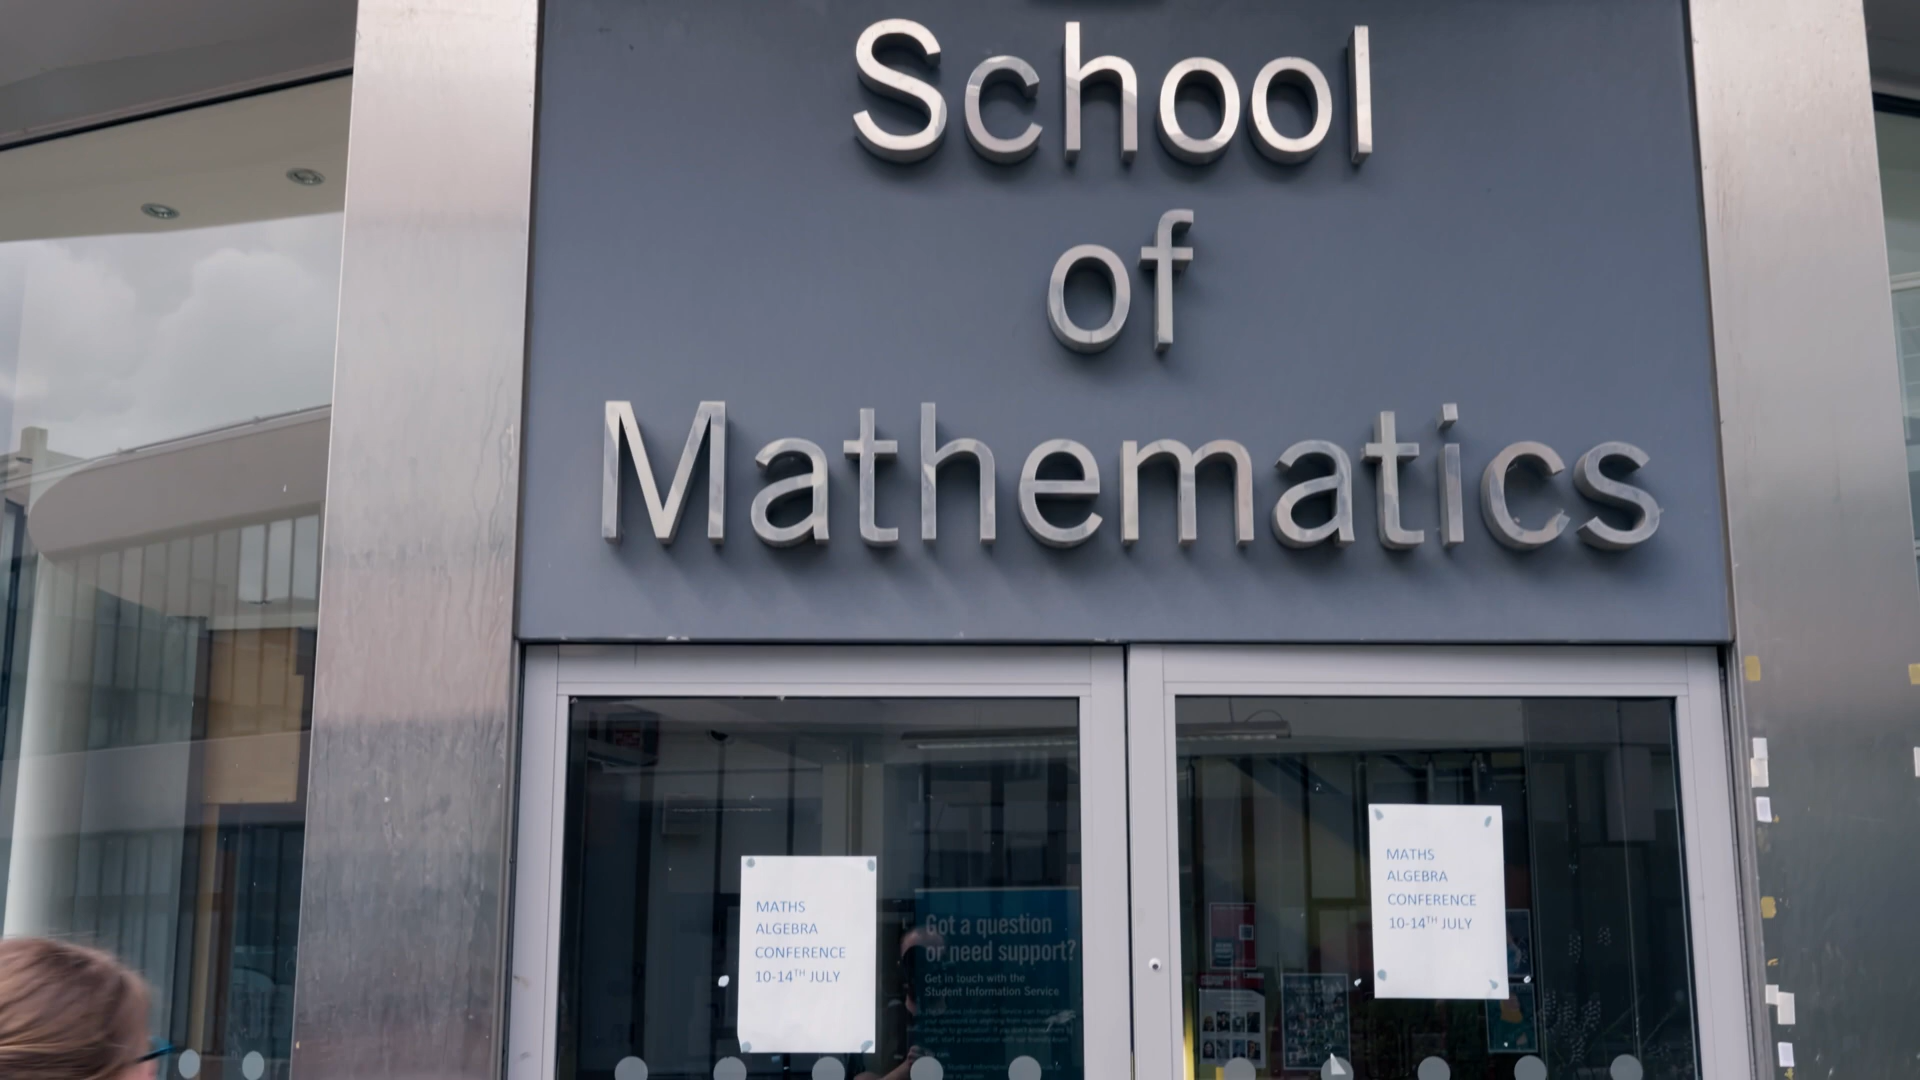 School
of
Mathematics
MATHS
ALGEBRA
CONFERENCE
10-14TH JULY
Got a question
or need support?
Get in touch with the
Student Information Service
MATHS
ALGEBRA
CONFERENCE
10-14TH JULY